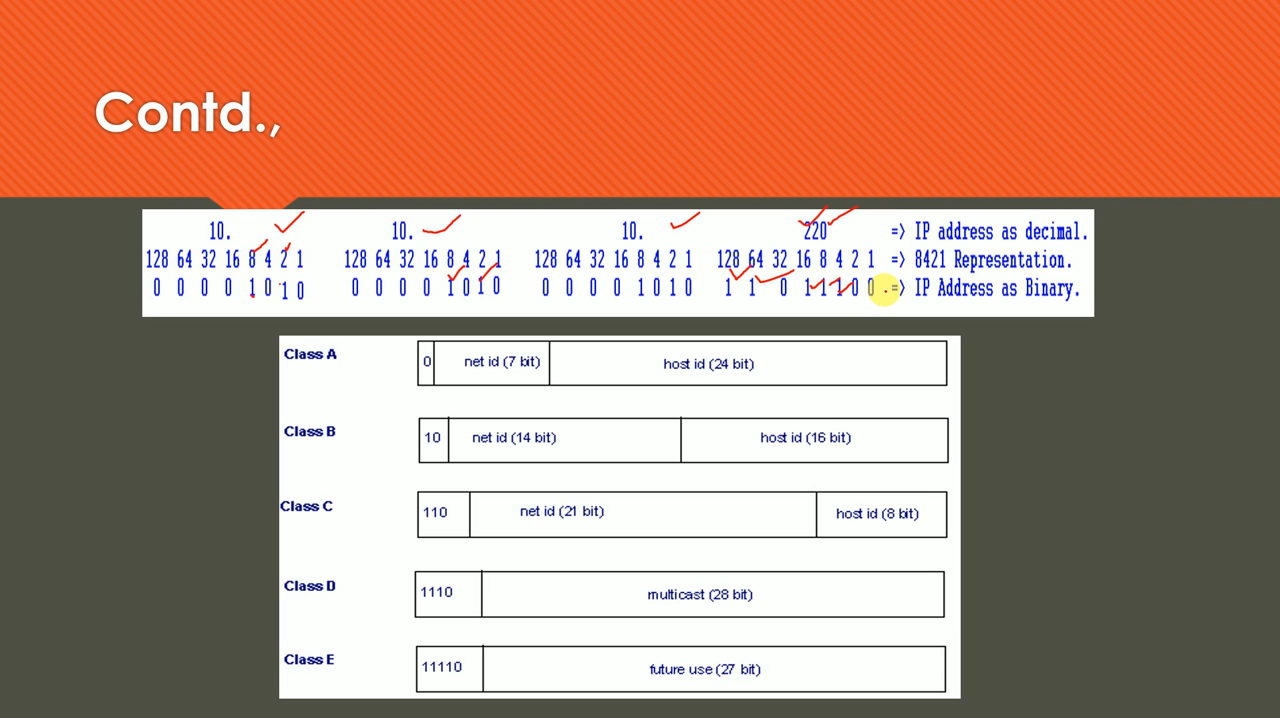 Contd.,
10. 10. 10. 220 => IP address as decimal.
128 64 32 16 8 4 2 1 128 64 32 16 8 4 2 1 128 64 32 16 8 4 2 1 128 64 32 16 8 4 2 1 => 8421 Representation.
0 0 0 0 1 0 1 0 0 0 0 0 1 0 1 0 0 0 0 0 1 0 1 0 1 1 0 1 1 1 0 0 .=> IP Address as Binary.
Class A 0 net id (7 bit) host id (24 bit)
Class B 10 net id (14 bit) host id (16 bit)
Class C 110 net id (21 bit) host id (8 bit)
Class D 1110 multicast (28 bit)
Class E 11110 future use (27 bit)